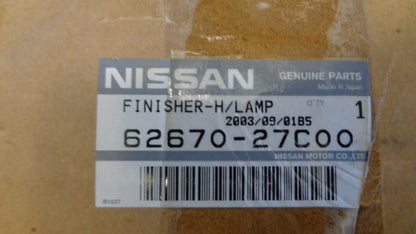 NISSAN GENUINE PARTS
Made in Japan
FINISHER-H/LAMP Q'TY 1
2003/09/01B5
62670-27C00
NISSAN MOTOR CO.,LTD.